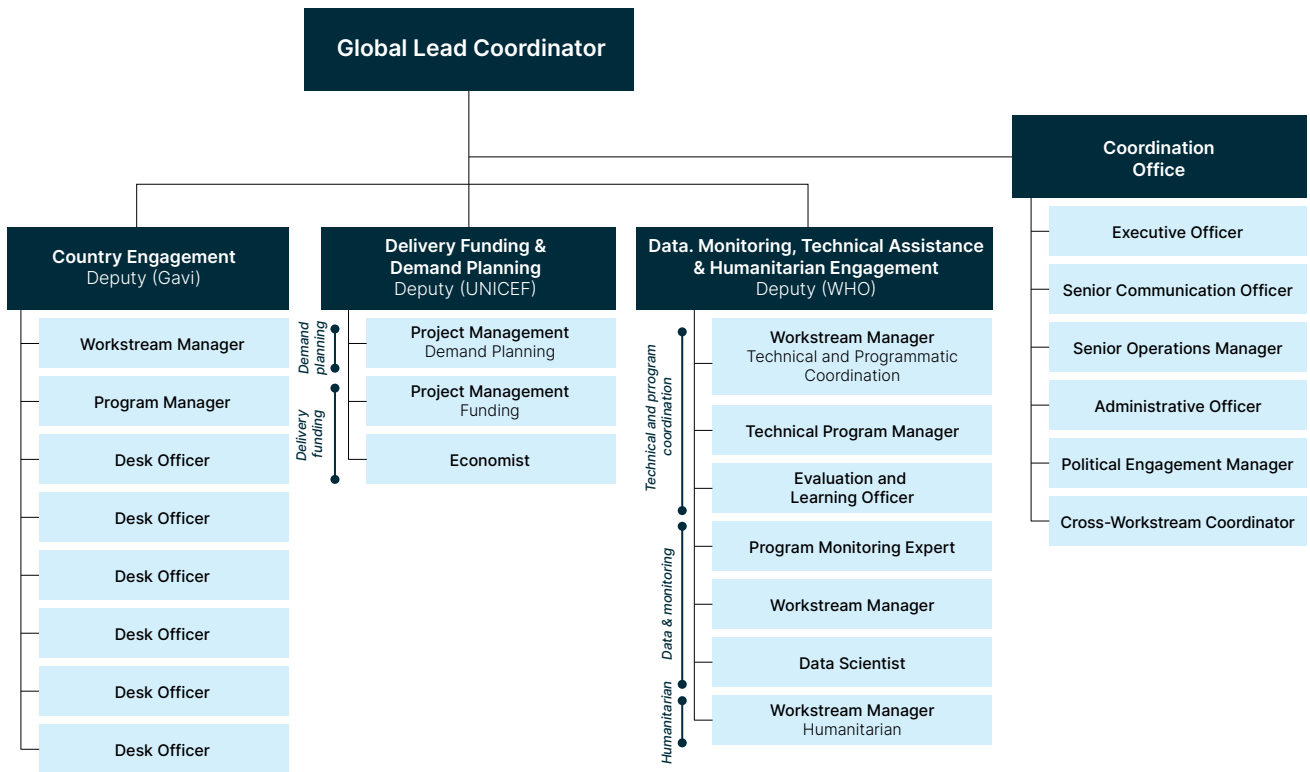 Global Lead Coordinator
Coordination
Office
Executive Officer
Senior Communication Officer
Senior Operations Manager
Administrative Officer
Political Engagement Manager
Cross-Workstream Coordinator
Country Engagement
Deputy (Gavi)
Workstream Manager
Program Manager
Desk Officer
Desk Officer
Desk Officer
Desk Officer
Desk Officer
Desk Officer
Delivery Funding &
Demand Planning
Deputy (UNICEF)
Demand
planning
Delivery
funding
Project Management
Demand Planning
Project Management
Funding
Economist
Data. Monitoring, Technical Assistance
& Humanitarian Engagement
Deputy (WHO)
Technical and prrogram
coordination
Data & monitoring
Humanitarian
Workstream Manager
Technical and Programmatic
Coordination
Technical Program Manager
Evaluation and
Learning Officer
Program Monitoring Expert
Workstream Manager
Data Scientist
Workstream Manager
Humanitarian